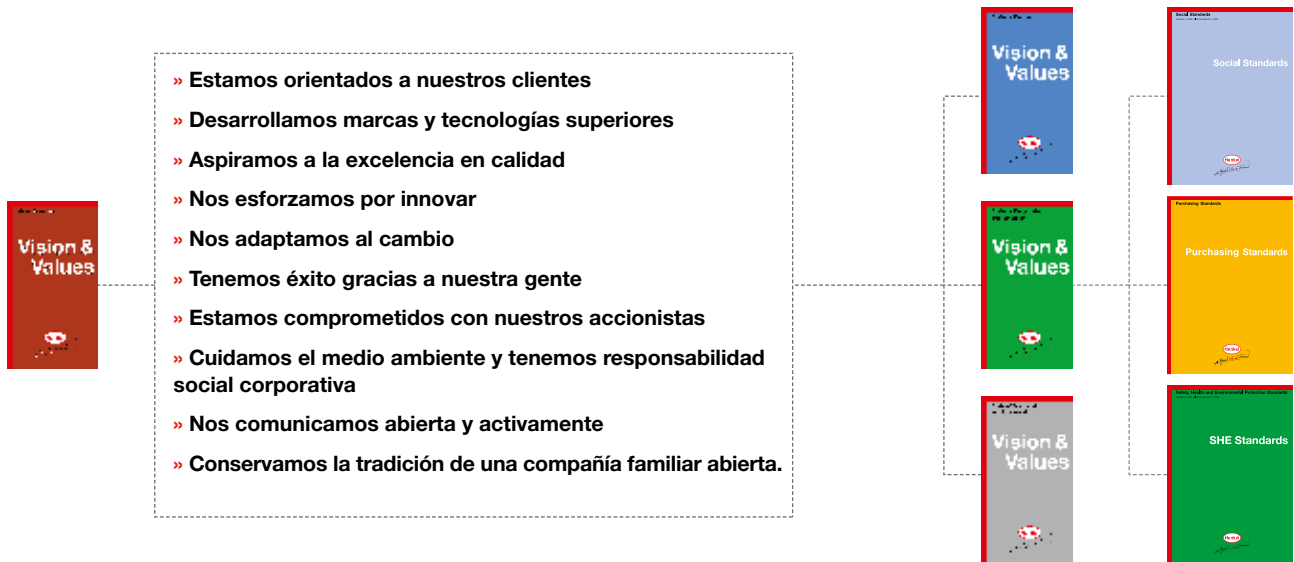 Vision &
Values
» Estamos orientados a nuestros clientes
» Desarrollamos marcas y tecnologías superiores
» Aspiramos a la excelencia en calidad
» Nos esforzamos por innovar
» Nos adaptamos al cambio
» Tenemos éxito gracias a nuestra gente
» Estamos comprometidos con nuestros accionistas
» Cuidamos el medio ambiente y tenemos responsabilidad
social corporativa
» Nos comunicamos abierta y activamente
» Conservamos la tradición de una compañía familiar abierta.
Vision &
Values
Vision &
Values
Vision &
Values
Social Standards
Social Standards
Henkel
Purchasing Standards
Purchasing Standards
Henkel
Safety, Health and Environmental Protection Standards
SHE Standards
Henkel